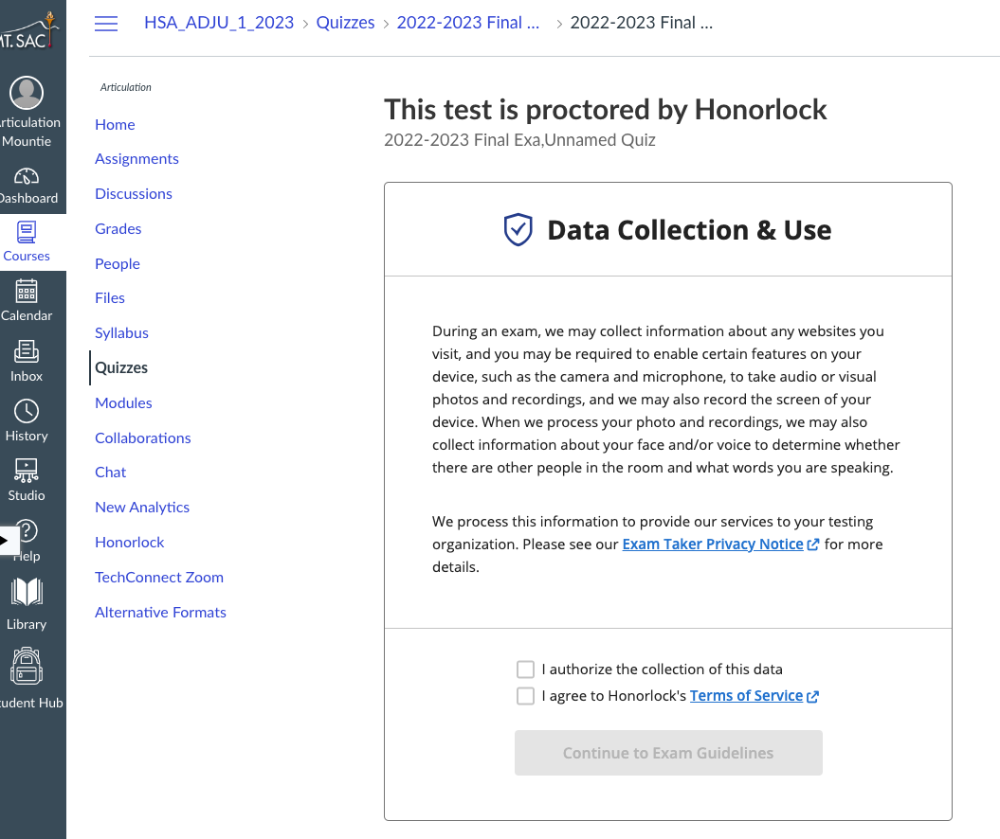 MT. SAC
Articulation
Mountie
Dashboard
Courses
Calendar
Inbox
History
Studio
Help
Library
Student Hub
HSA_ADJU_1_2023 > Quizzes > 2022-2023 Final ... > 2022-2023 Final ...
Articulation
Home
Assignments
Discussions
Grades
People
Files
Syllabus
Quizzes
Modules
Collaborations
Chat
New Analytics
Honorlock
TechConnect Zoom
Alternative Formats
This test is proctored by Honorlock
2022-2023 Final Exa,Unnamed Quiz
Data Collection & Use
During an exam, we may collect information about any websites you
visit, and you may be required to enable certain features on your
device, such as the camera and microphone, to take audio or visual
photos and recordings, and we may also record the screen of your
device. When we process your photo and recordings, we may also
collect information about your face and/or voice to determine whether
there are other people in the room and what words you are speaking.
We process this information to provide our services to your testing
organization. Please see our Exam Taker Privacy Notice for more
details.
I authorize the collection of this data
I agree to Honorlock's Terms of Service
Continue to Exam Guidelines